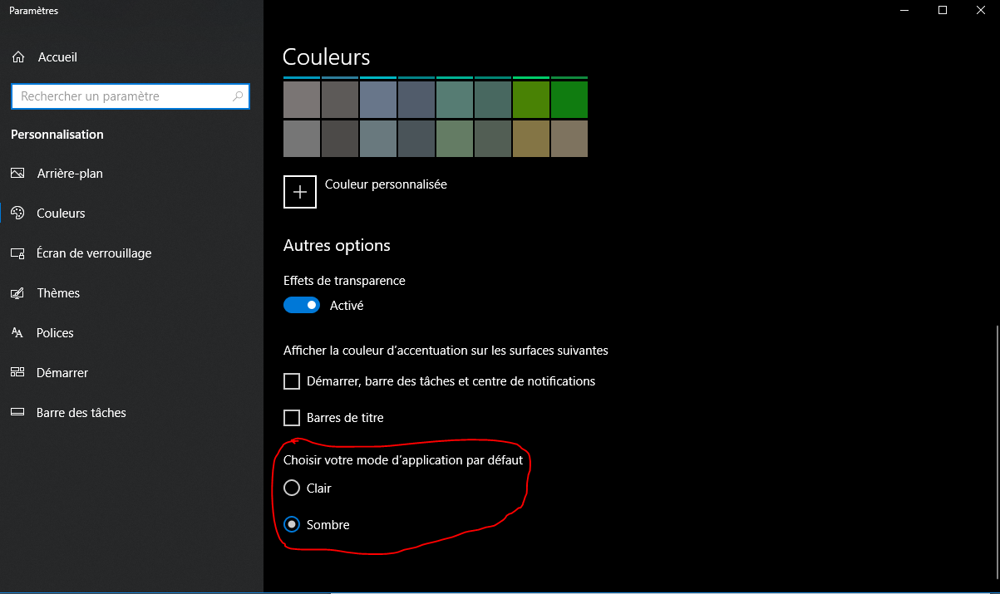 Paramètres
Accueil
Rechercher un paramètre
Personnalisation
Arrière-plan
Couleurs
Écran de verrouillage
Thèmes
Polices
Démarrer
Barre des tâches
Couleurs
Couleur personnalisée
Autres options
Effets de transparence
Activé
Afficher la couleur d’accentuation sur les surfaces suivantes
Démarrer, barre des tâches et centre de notifications
Barres de titre
Choisir votre mode d’application par défaut
Clair
Sombre